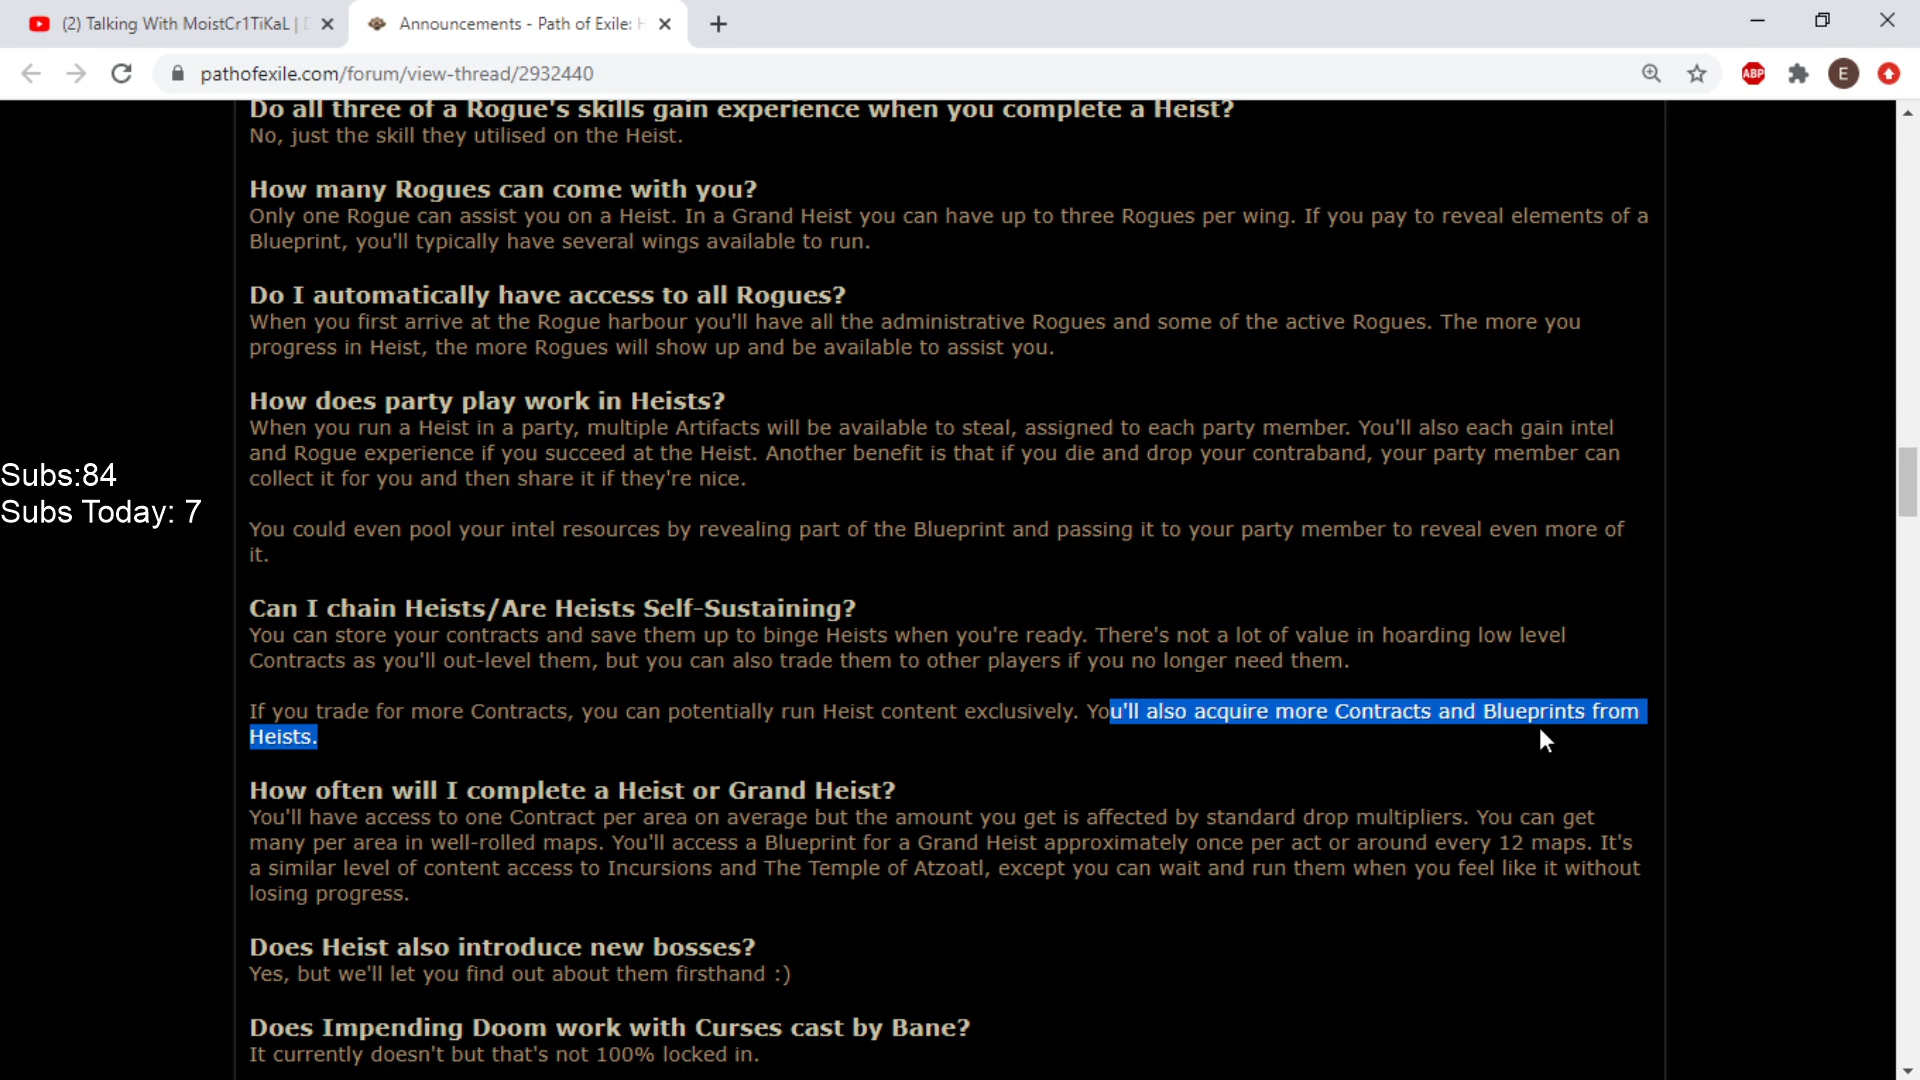 (2) Talking With MoistCr1TiKaL |
Announcements - Path of Exile:
pathofexile.com/forum/view-thread/2932440
ABP
E
Do all three of a Rogue's skills gain experience when you complete a Heist?
No, just the skill they utilised on the Heist.
How many Rogues can come with you?
Only one Rogue can assist you on a Heist. In a Grand Heist you can have up to three Rogues per wing. If you pay to reveal elements of a
Blueprint, you'll typically have several wings available to run.
Do I automatically have access to all Rogues?
When you first arrive at the Rogue harbour you'll have all the administrative Rogues and some of the active Rogues. The more you
progress in Heist, the more Rogues will show up and be available to assist you.
How does party play work in Heists?
When you run a Heist in a party, multiple Artifacts will be available to steal, assigned to each party member. You'll also each gain intel
and Rogue experience if you succeed at the Heist. Another benefit is that if you die and drop your contraband, your party member can
collect it for you and then share it if they're nice.
Subs:84
Subs Today: 7
You could even pool your intel resources by revealing part of the Blueprint and passing it to your party member to reveal even more of
it.
Can I chain Heists/Are Heists Self-Sustaining?
You can store your contracts and save them up to binge Heists when you're ready. There's not a lot of value in hoarding low level
Contracts as you'll out-level them, but you can also trade them to other players if you no longer need them.
If you trade for more Contracts, you can potentially run Heist content exclusively. You'll also acquire more Contracts and Blueprints from
Heists.
How often will I complete a Heist or Grand Heist?
You'll have access to one Contract per area on average but the amount you get is affected by standard drop multipliers. You can get
many per area in well-rolled maps. You'll access a Blueprint for a Grand Heist approximately once per act or around every 12 maps. It's
a similar level of content access to Incursions and The Temple of Atzoatl, except you can wait and run them when you feel like it without
losing progress.
Does Heist also introduce new bosses?
Yes, but we'll let you find out about them firsthand :)
Does Impending Doom work with Curses cast by Bane?
It currently doesn't but that's not 100% locked in.